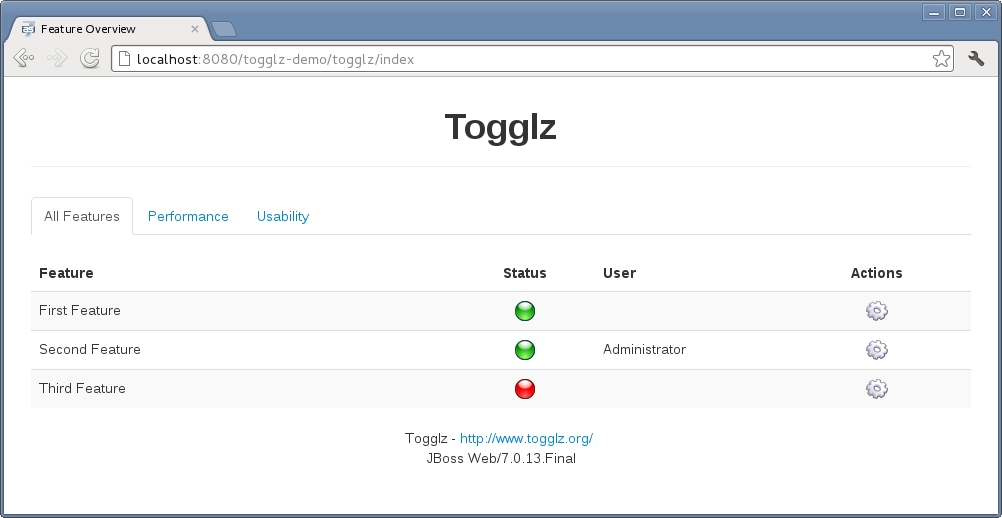 Feature Overview
localhost:8080/togglz-demo/togglz/index
Togglz
All Features Performance Usability
Feature Status User Actions
First Feature
Second Feature Administrator
Third Feature
Togglz - http://www.togglz.org/
JBoss Web/7.0.13.Final